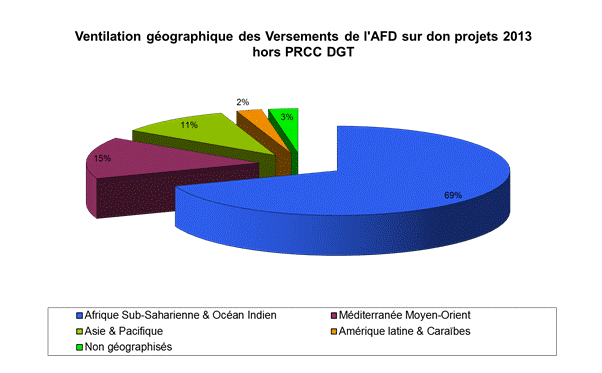 Ventilation géographique des Versements de l'AFD sur don projets 2013
hors PRCC DGT
2%
3%
11%
15%
69%
Afrique Sub-Saharienne & Océan Indien
Méditerranée Moyen-Orient
Asie & Pacifique
Amérique latine & Caraïbes
Non géographisés